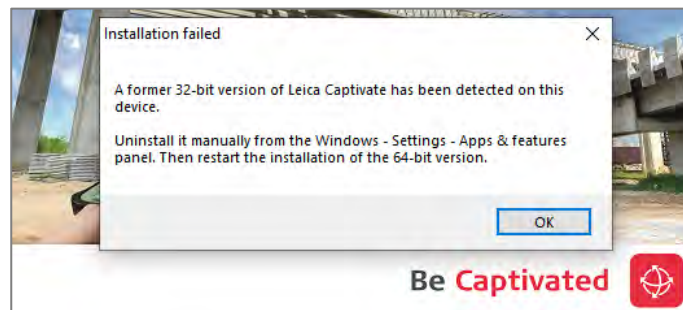 Installation failed
A former 32-bit version of Leica Captivate has been detected on this
device.
Uninstall it manually from the Windows - Settings - Apps & features
panel. Then restart the installation of the 64-bit version.
OK
Be Captivated